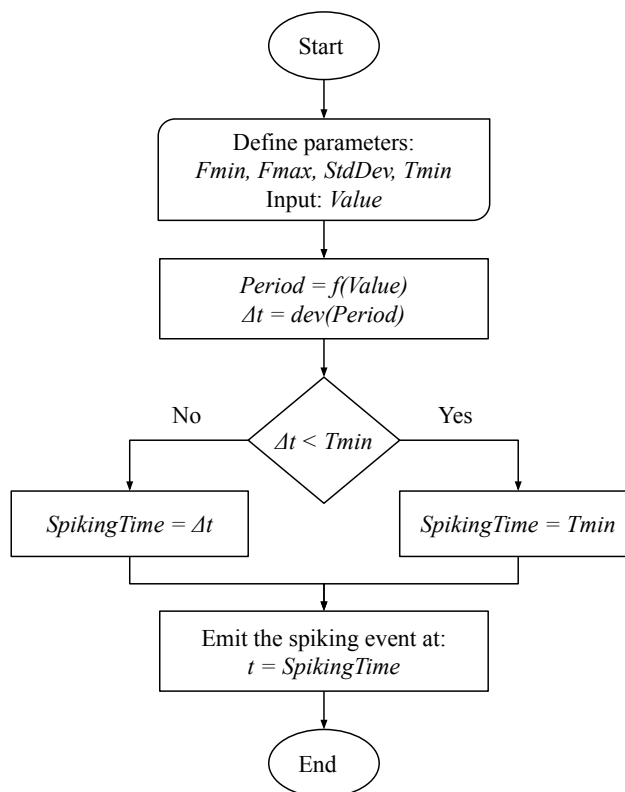 Start
Define parameters:
Fmin, Fmax, StdDev, Tmin
Input: Value
Period = f(Value)
Δt = dev(Period)
No
Yes
Δt < Tmin
SpikingTime = Δt
SpikingTime = Tmin
Emit the spiking event at:
t = SpikingTime
End